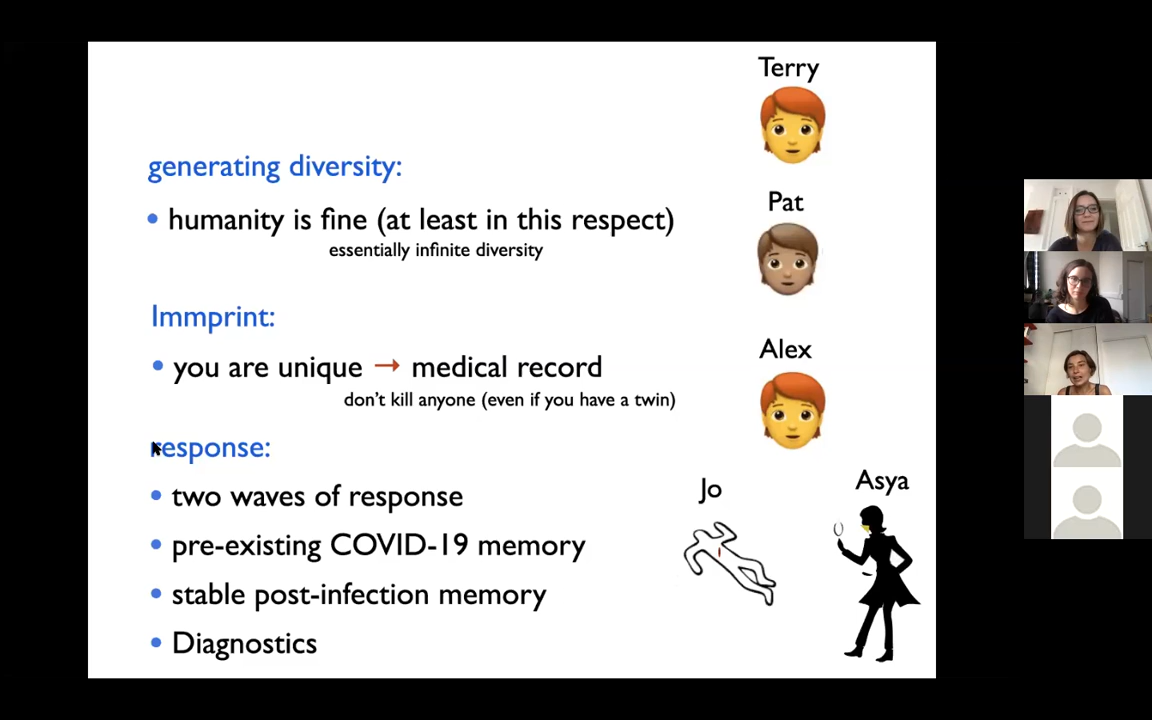 Terry
generating diversity:
Pat
• humanity is fine (at least in this respect)
essentially infinite diversity
Immprint:
Alex
• you are unique → medical record
don't kill anyone (even if you have a twin)
response:
Jo
Asya
• two waves of response
• pre-existing COVID-19 memory
• stable post-infection memory
• Diagnostics